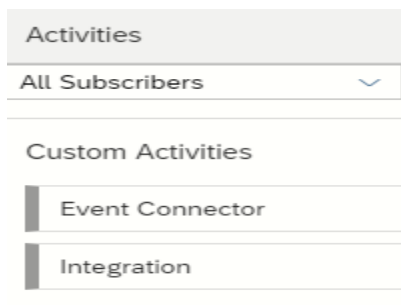 Activities
All Subscribers
Custom Activities
Event Connector
Integration